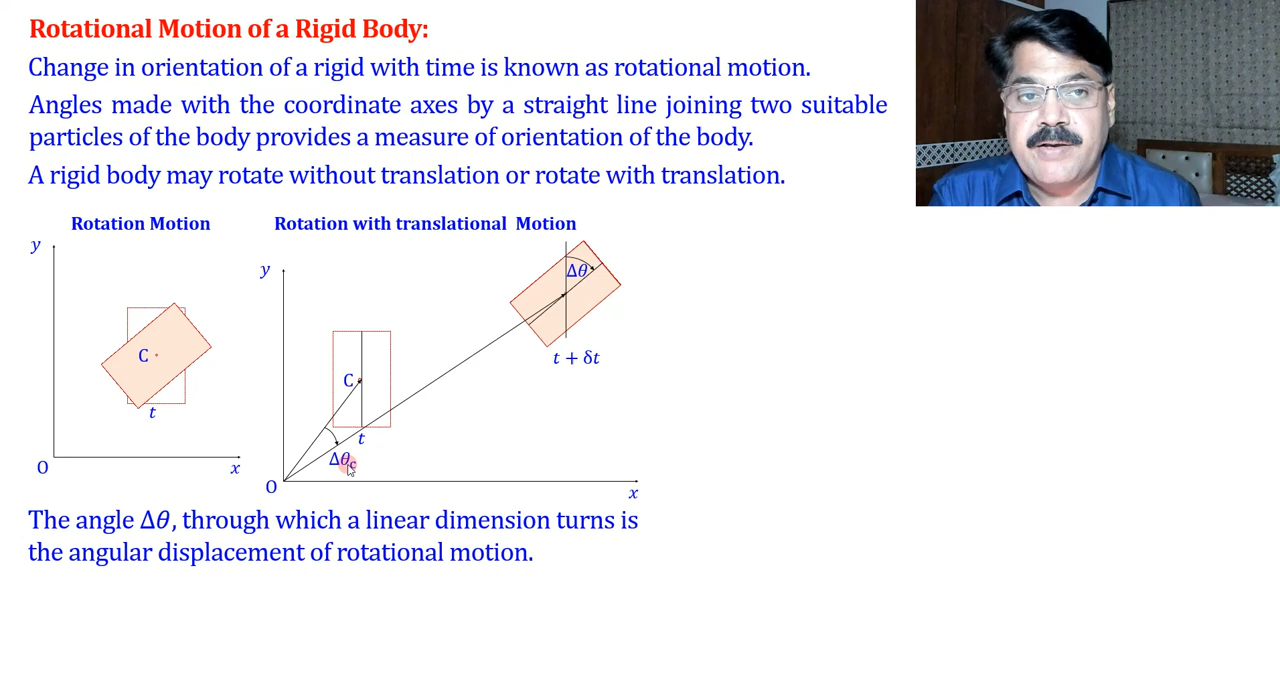 Rotational Motion of a Rigid Body:
Change in orientation of a rigid with time is known as rotational motion.
Angles made with the coordinate axes by a straight line joining two suitable
particles of the body provides a measure of orientation of the body.
A rigid body may rotate without translation or rotate with translation.
Rotation Motion
y
C
t
O
x
Rotation with translational Motion
y
Δθ
t + δt
C
t
Δθc
O
x
The angle Δθ, through which a linear dimension turns is
the angular displacement of rotational motion.